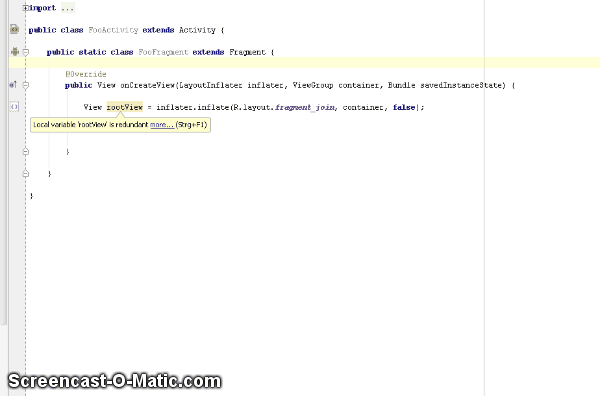 import ...
public class FooActivity extends Activity {
public static class FooFragment extends Fragment {
@Override
public View onCreateView(LayoutInflater inflater, ViewGroup container, Bundle savedInstanceState) {
View rootView = inflater.inflate(R.layout.fragment_join, container, false);
Local variable 'rootView' is redundant more... (Strg+F1)
}
}
}
Screencast-O-Matic.com